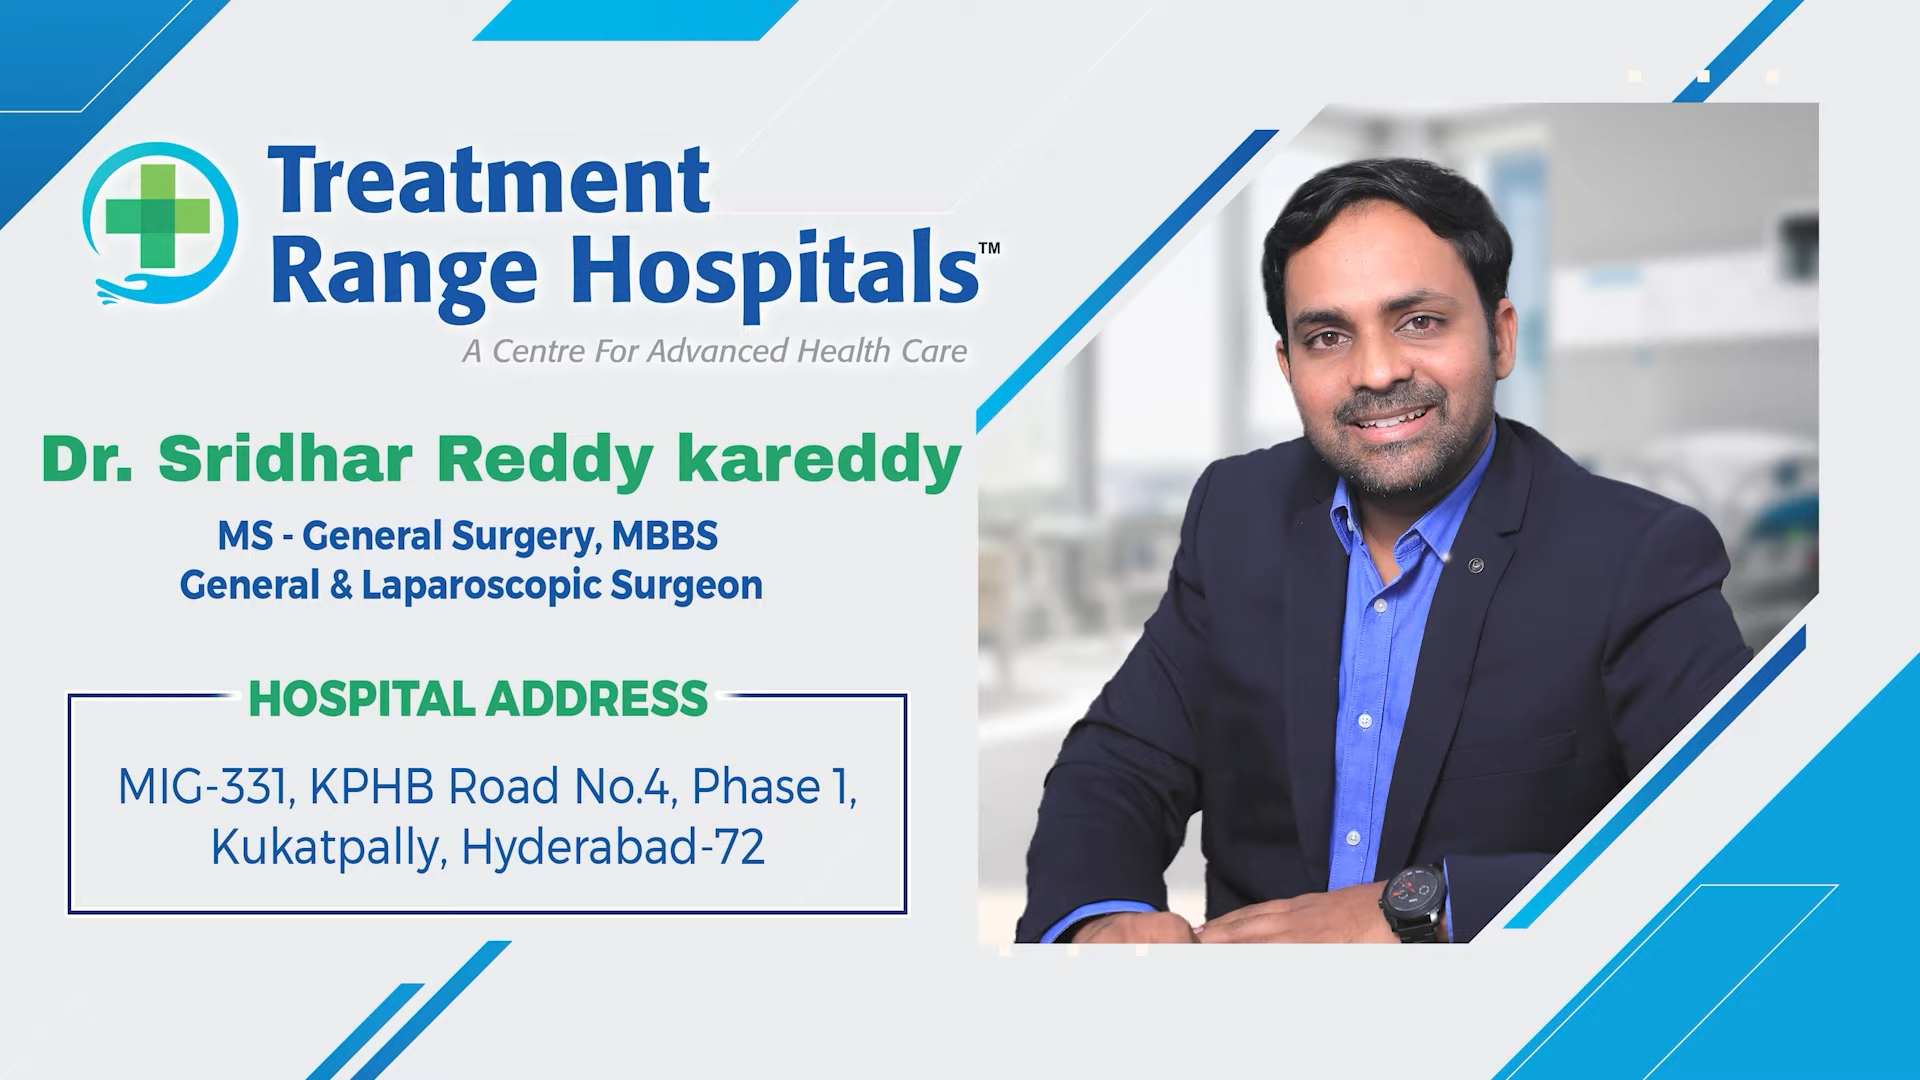 Treatment
Range Hospitals™
A Centre For Advanced Health Care
Dr. Sridhar Reddy kareddy
MS - General Surgery, MBBS
General & Laparoscopic Surgeon
HOSPITAL ADDRESS
MIG-331, KPHB Road No.4, Phase 1,
Kukatpally, Hyderabad-72